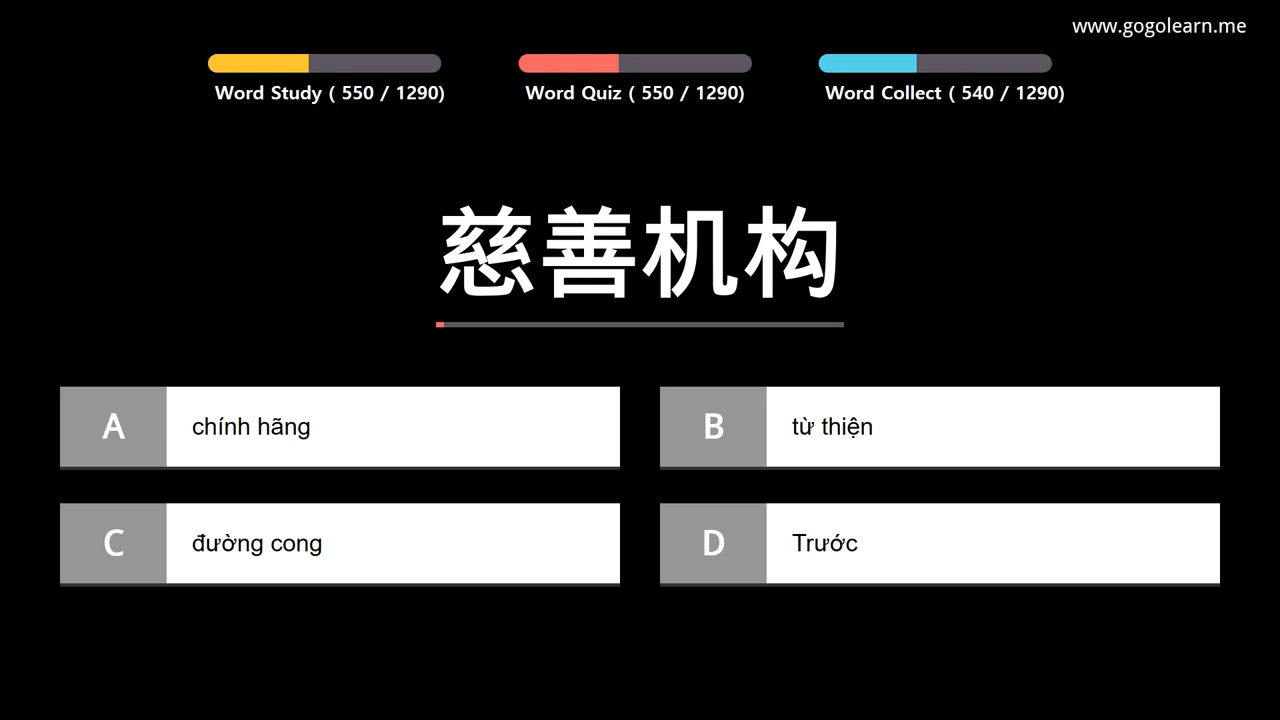 www.gogolearn.me
Word Study ( 550 / 1290)
Word Quiz ( 550 / 1290)
Word Collect ( 540 / 1290)
慈善机构
A chính hãng
B từ thiện
C đường cong
D Trước